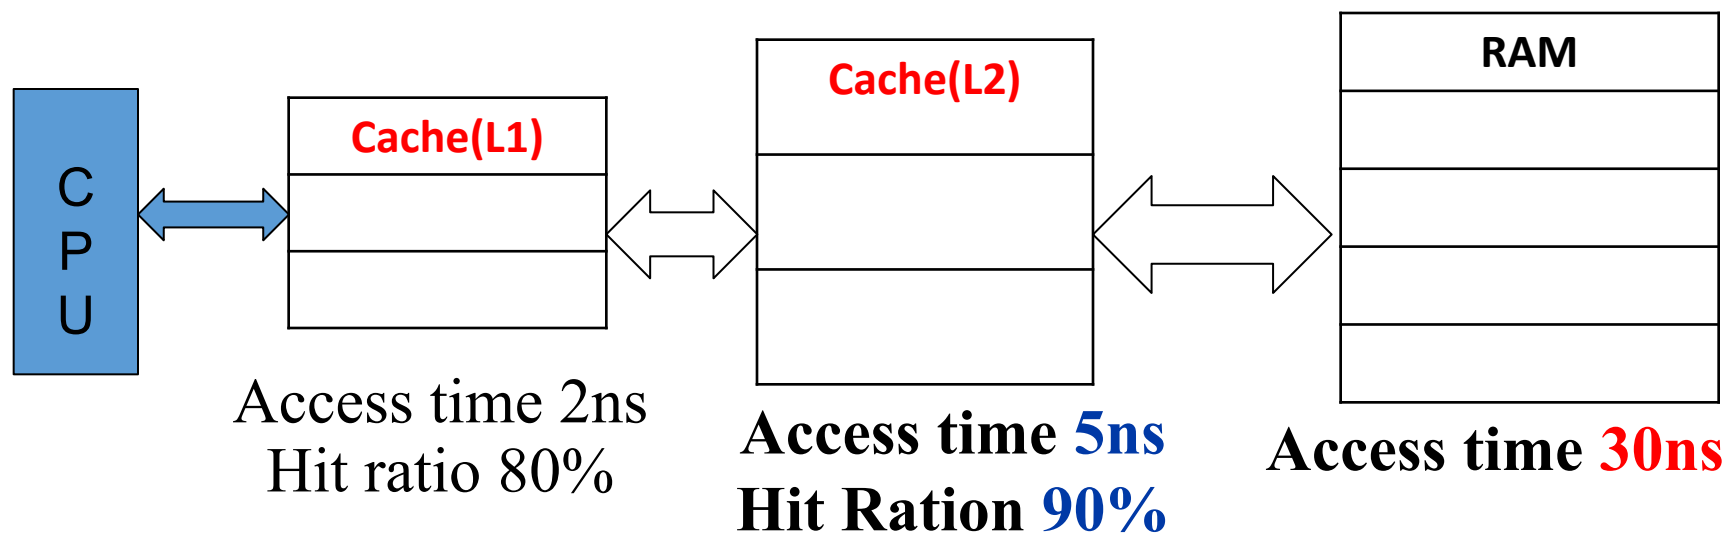 C
P
U
Cache(L1)
Access time 2ns
Hit ratio 80%
Cache(L2)
Access time 5ns
Hit Ration 90%
RAM
Access time 30ns